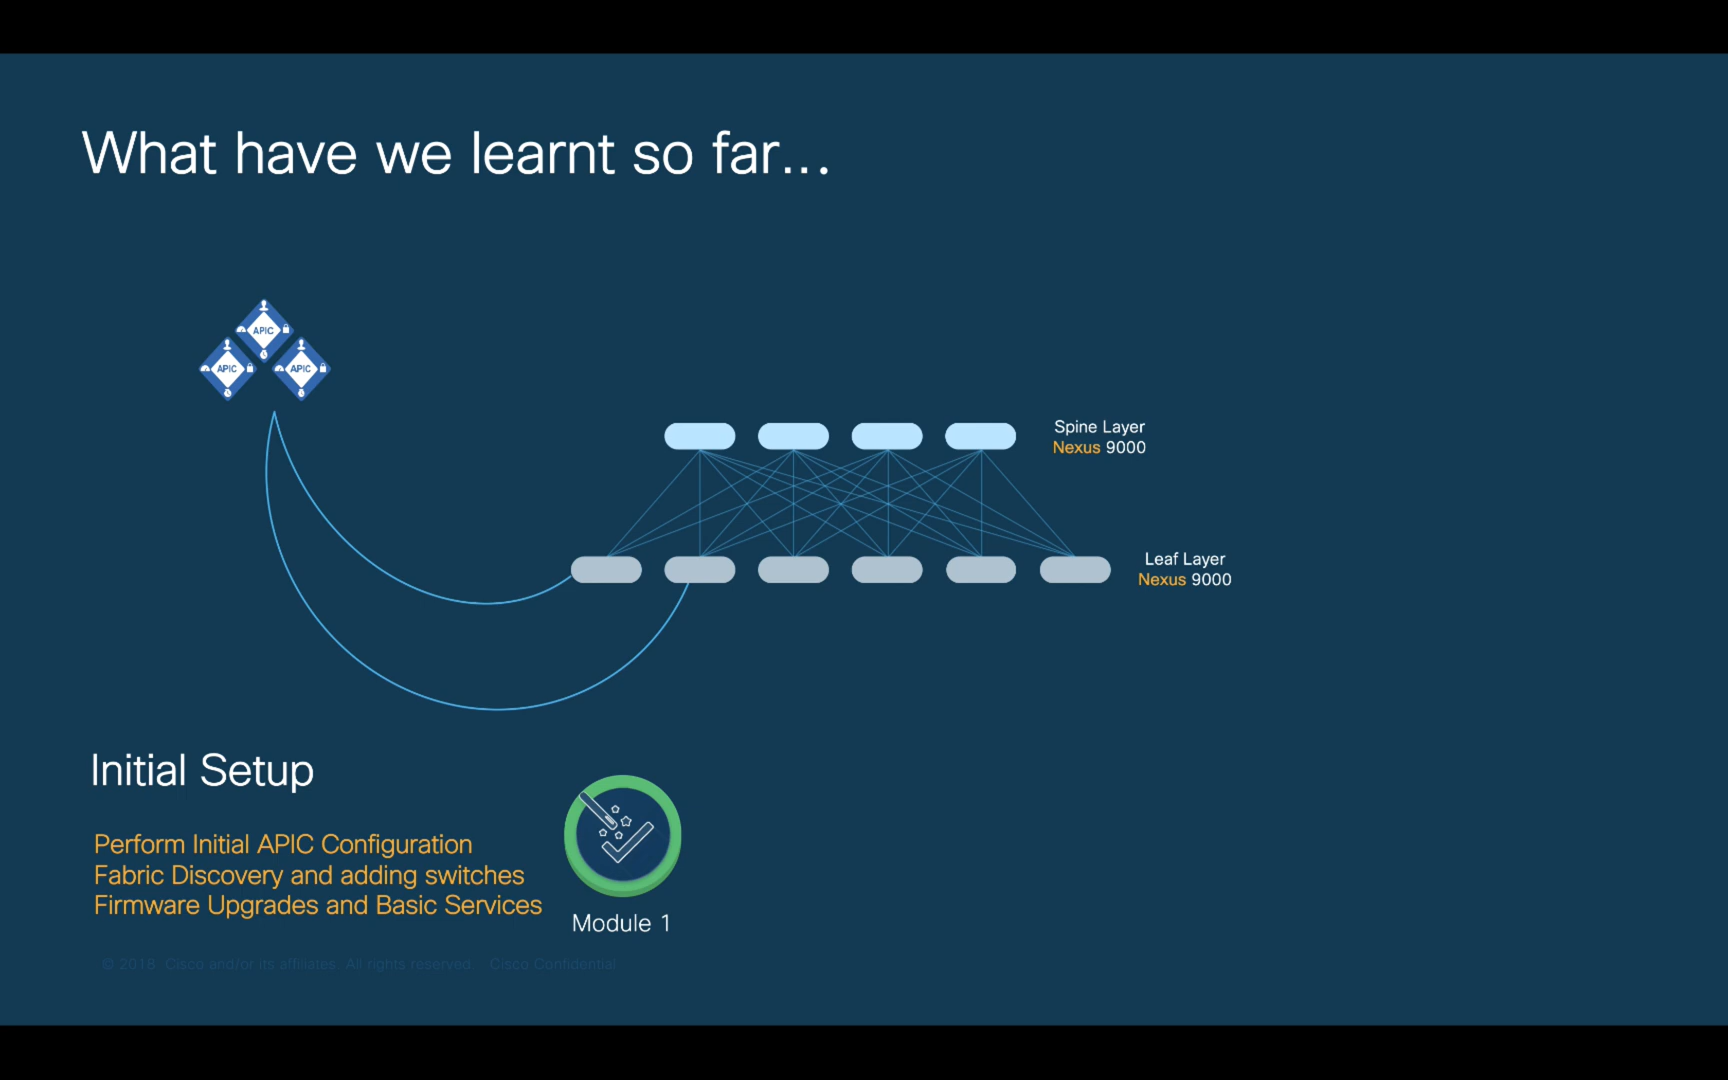 What have we learnt so far...
APIC
APIC
APIC
Spine Layer
Nexus 9000
Leaf Layer
Nexus 9000
Initial Setup
Perform Initial APIC Configuration
Fabric Discovery and adding switches
Firmware Upgrades and Basic Services
Module 1
© 2018 Cisco and/or its affiliates. All rights reserved. Cisco Confidential